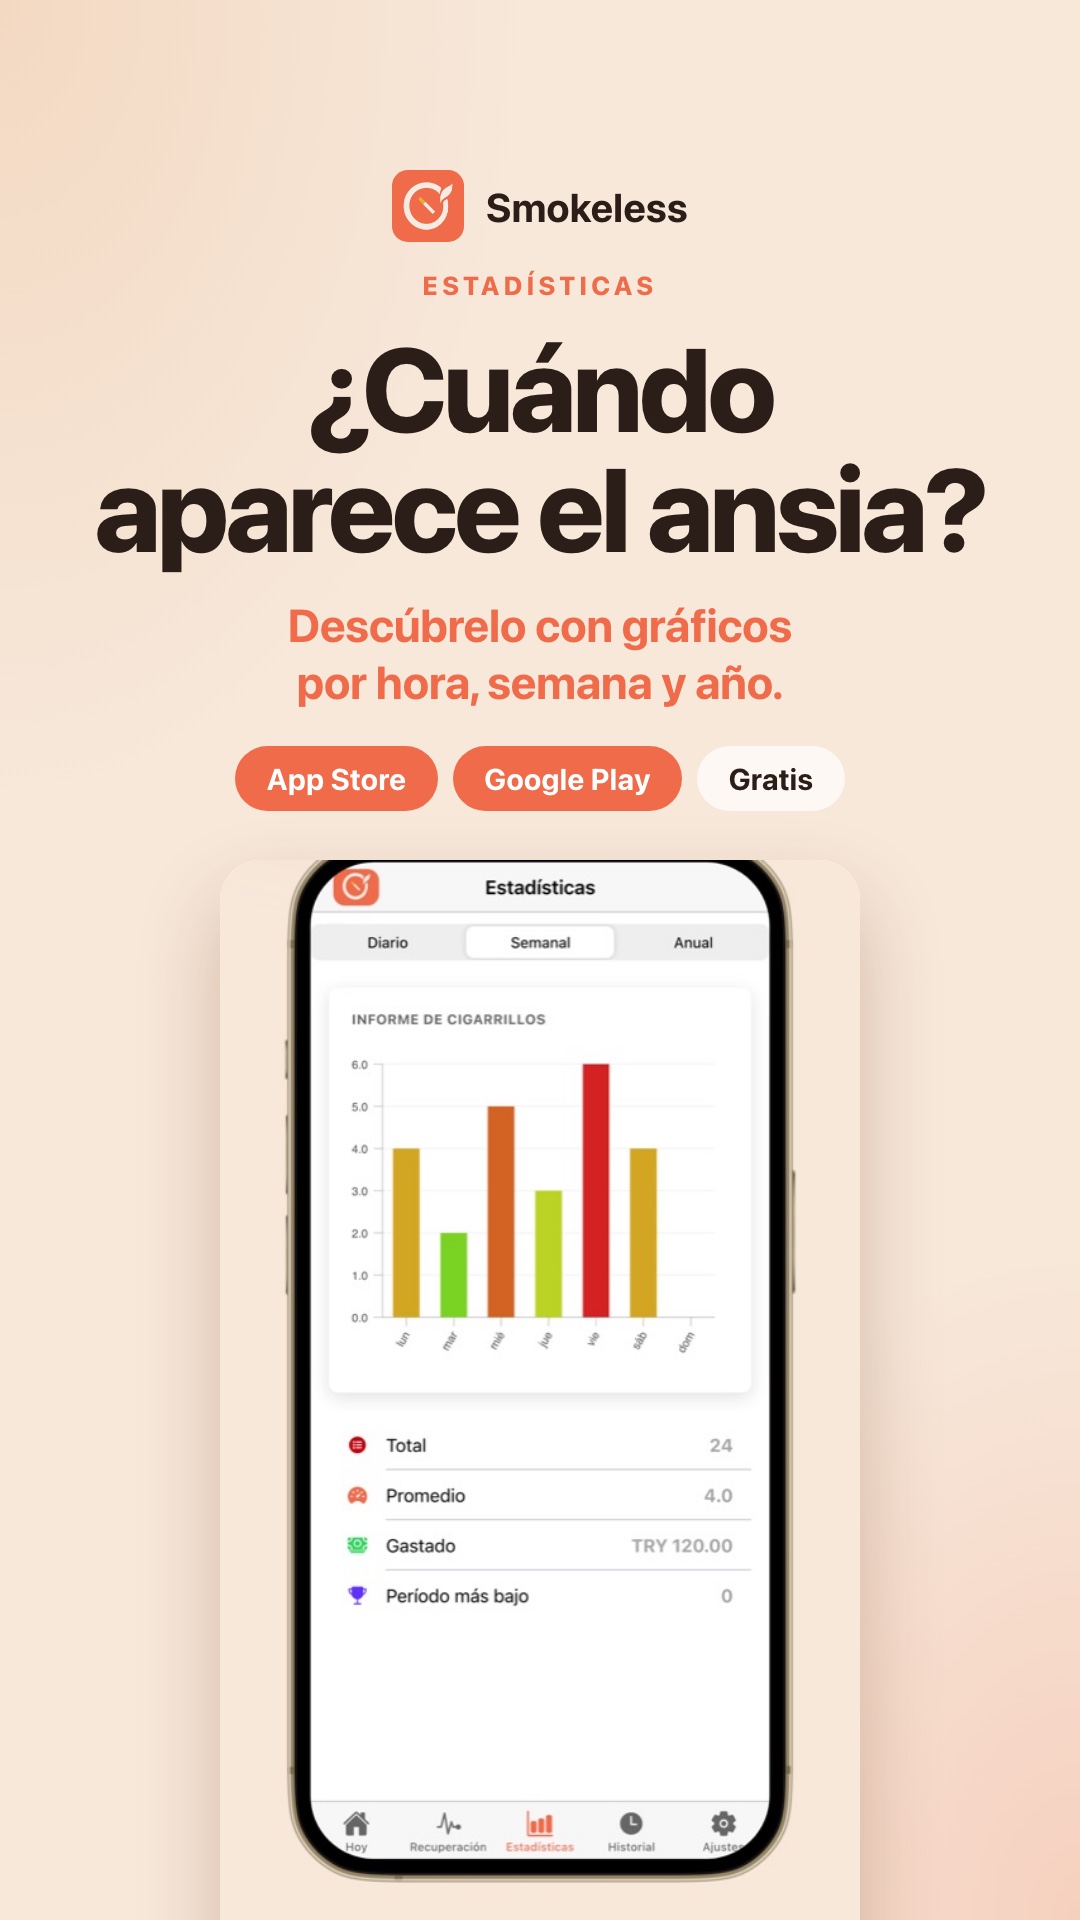 Smokeless
ESTADÍSTICAS
¿Cuándo
aparece el ansia?
Descúbrelo con gráficos
por hora, semana y año.
App Store
Google Play
Gratis
Estadísticas
Diario
Semanal
Anual
INFORME DE CIGARRILLOS
6.0
5.0
4.0
3.0
2.0
1.0
0.0
lun
mar
mié
jue
vie
sáb
dom
Total 24
Promedio 4.0
Gastado TRY 120.00
Período más bajo 0
Hoy
Recuperación
Estadísticas
Historial
Ajustes